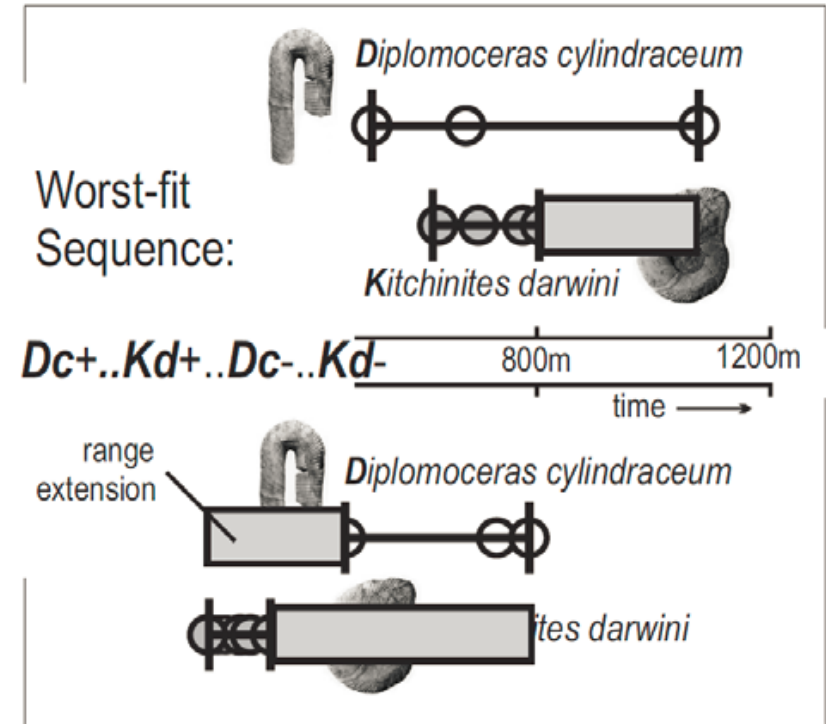 Diplomoceras cylindraceum
Worst-fit
Sequence:
Kitchinites darwini
Dc+..Kd+..Dc-..Kd-
800m
1200m
time
range
extension
Diplomoceras cylindraceum
ites darwini